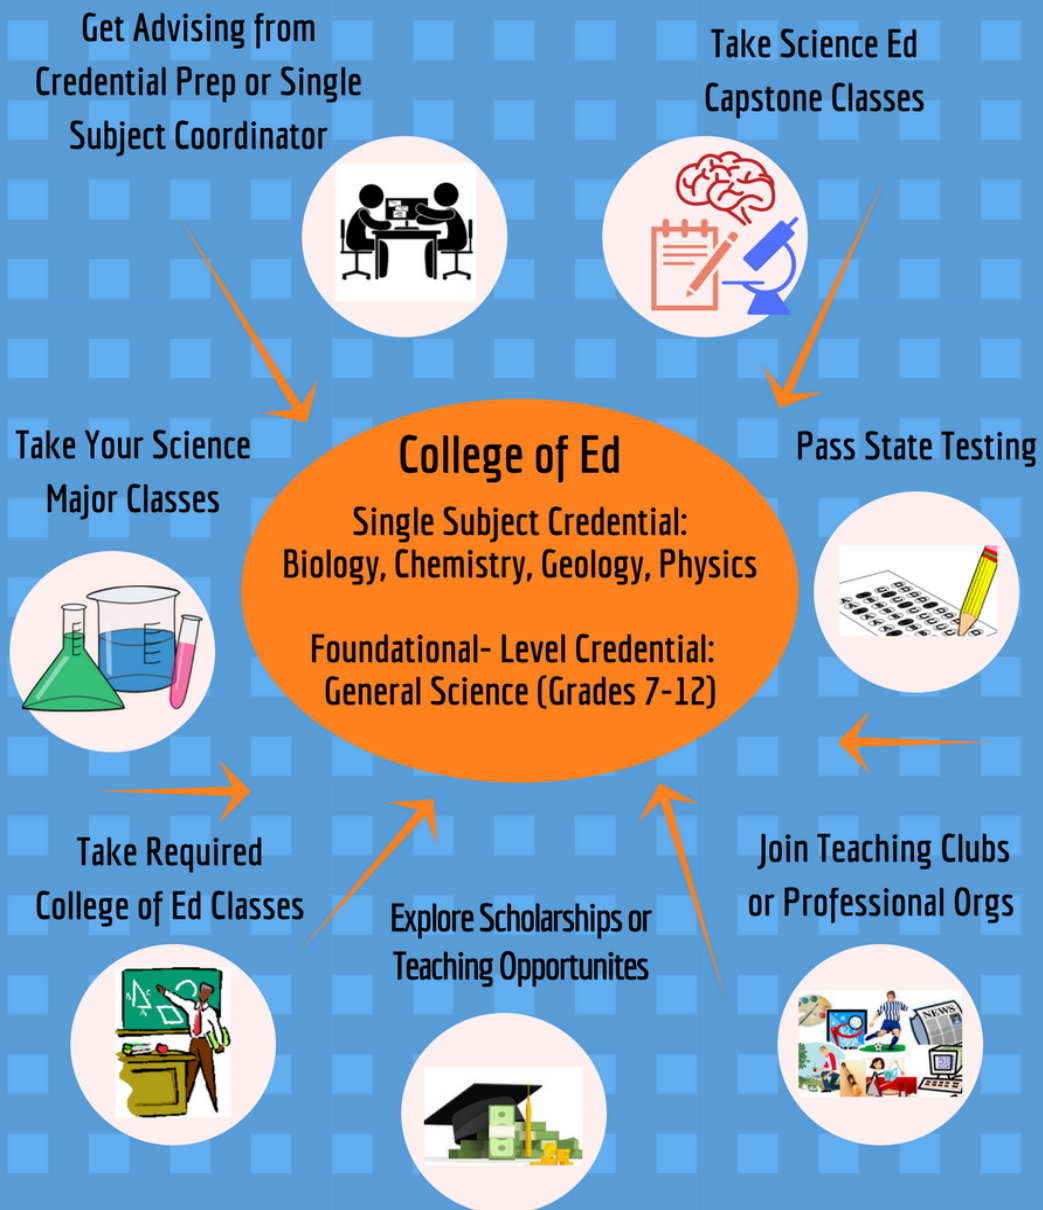 Get Advising from
Credential Prep or Single
Subject Coordinator
Take Science Ed
Capstone Classes
Take Your Science
Major Classes
College of Ed
Single Subject Credential:
Biology, Chemistry, Geology, Physics
Foundational- Level Credential:
General Science (Grades 7-12)
Pass State Testing
Take Required
College of Ed Classes
Explore Scholarships or
Teaching Opportunites
Join Teaching Clubs
or Professional Orgs
NEWS